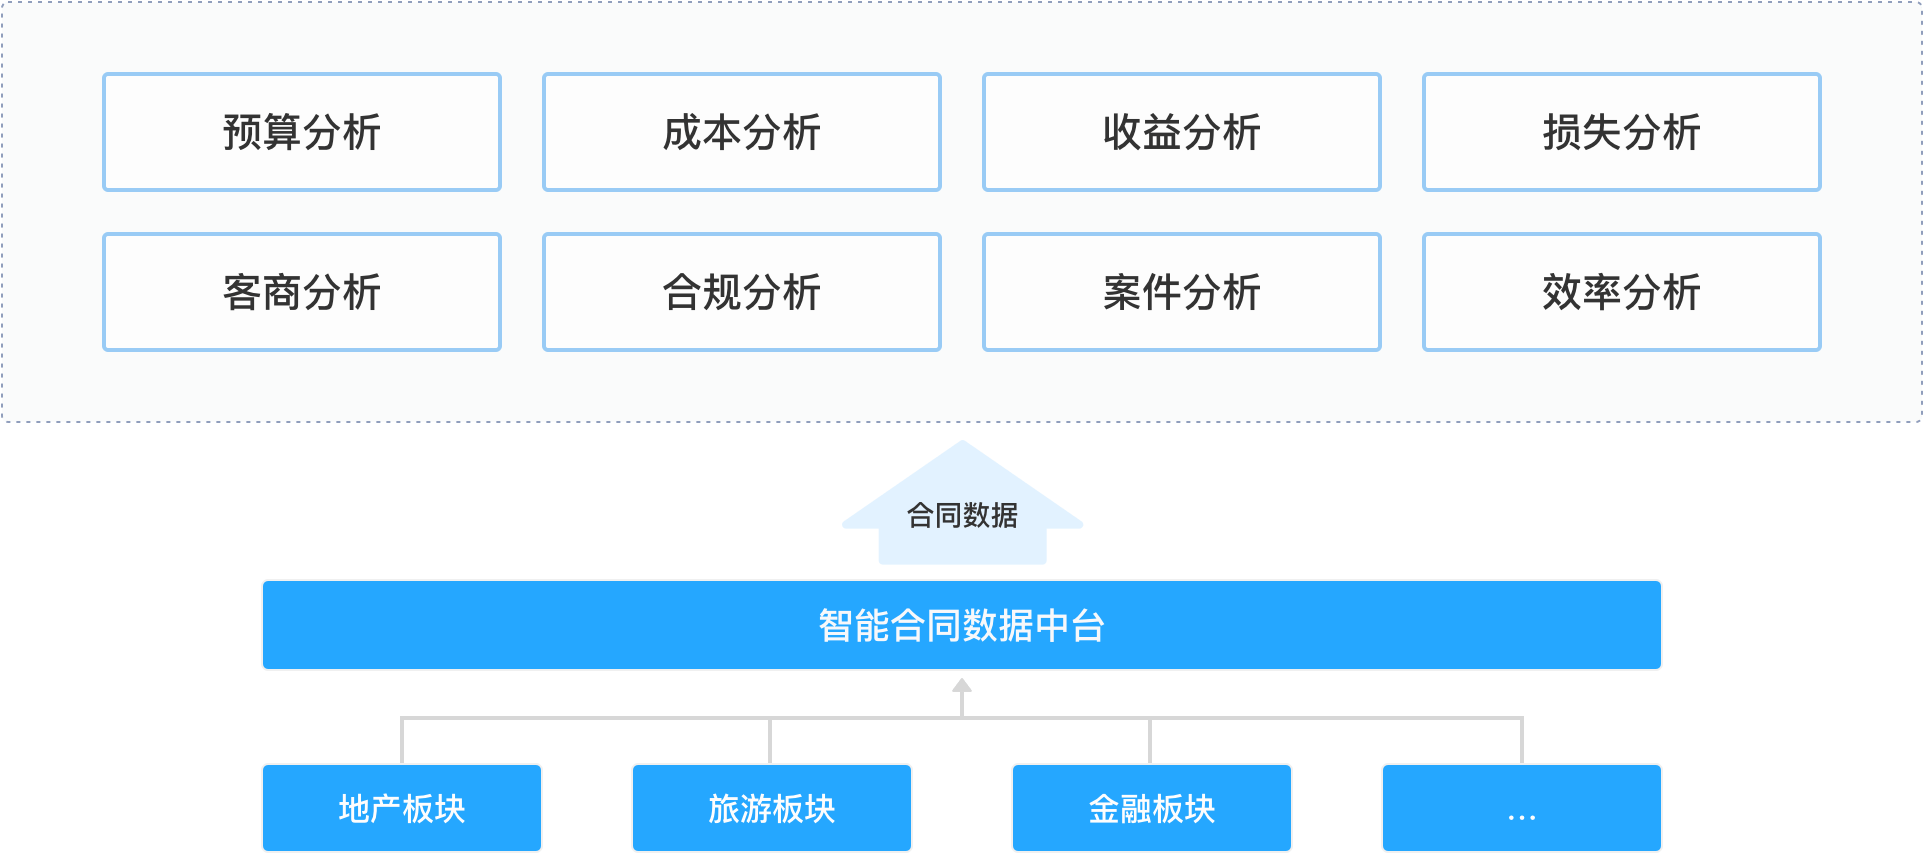 预算分析
成本分析
收益分析
损失分析
客商分析
合规分析
案件分析
效率分析
合同数据
智能合同数据中台
地产板块
旅游板块
金融板块
...